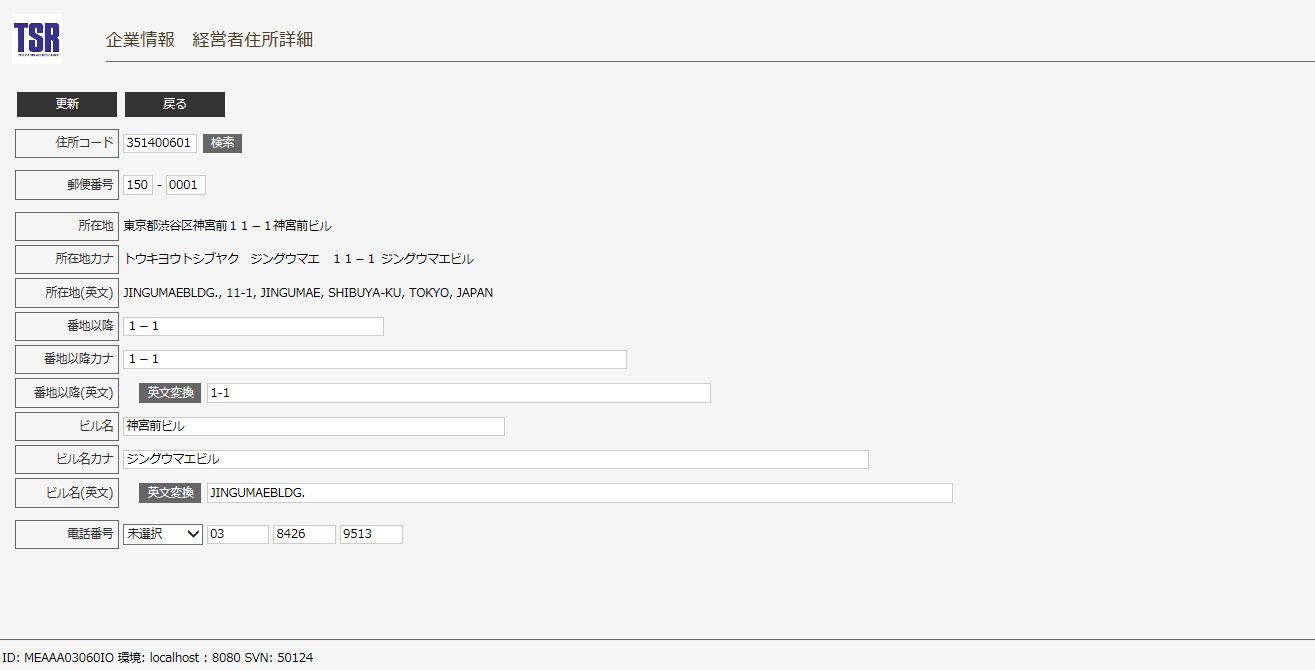 TSR
企業情報　経営者住所詳細
更新 戻る
住所コード 351400601 検索
郵便番号 150 - 0001
所在地 東京都渋谷区神宮前１１－１神宮前ビル
所在地カナ トウキヨウトシブヤク　ジングウマエ　１１－１ ジングウマエビル
所在地(英文) JINGUMAEBLDG., 11-1, JINGUMAE, SHIBUYA-KU, TOKYO, JAPAN
番地以降 １－１
番地以降カナ １－１
番地以降(英文) 英文変換 1-1
ビル名 神宮前ビル
ビル名カナ ジングウマエビル
ビル名(英文) 英文変換 JINGUMAEBLDG.
電話番号 未選択 03 8426 9513
ID: MEAAA03060IO 環境: localhost : 8080 SVN: 50124